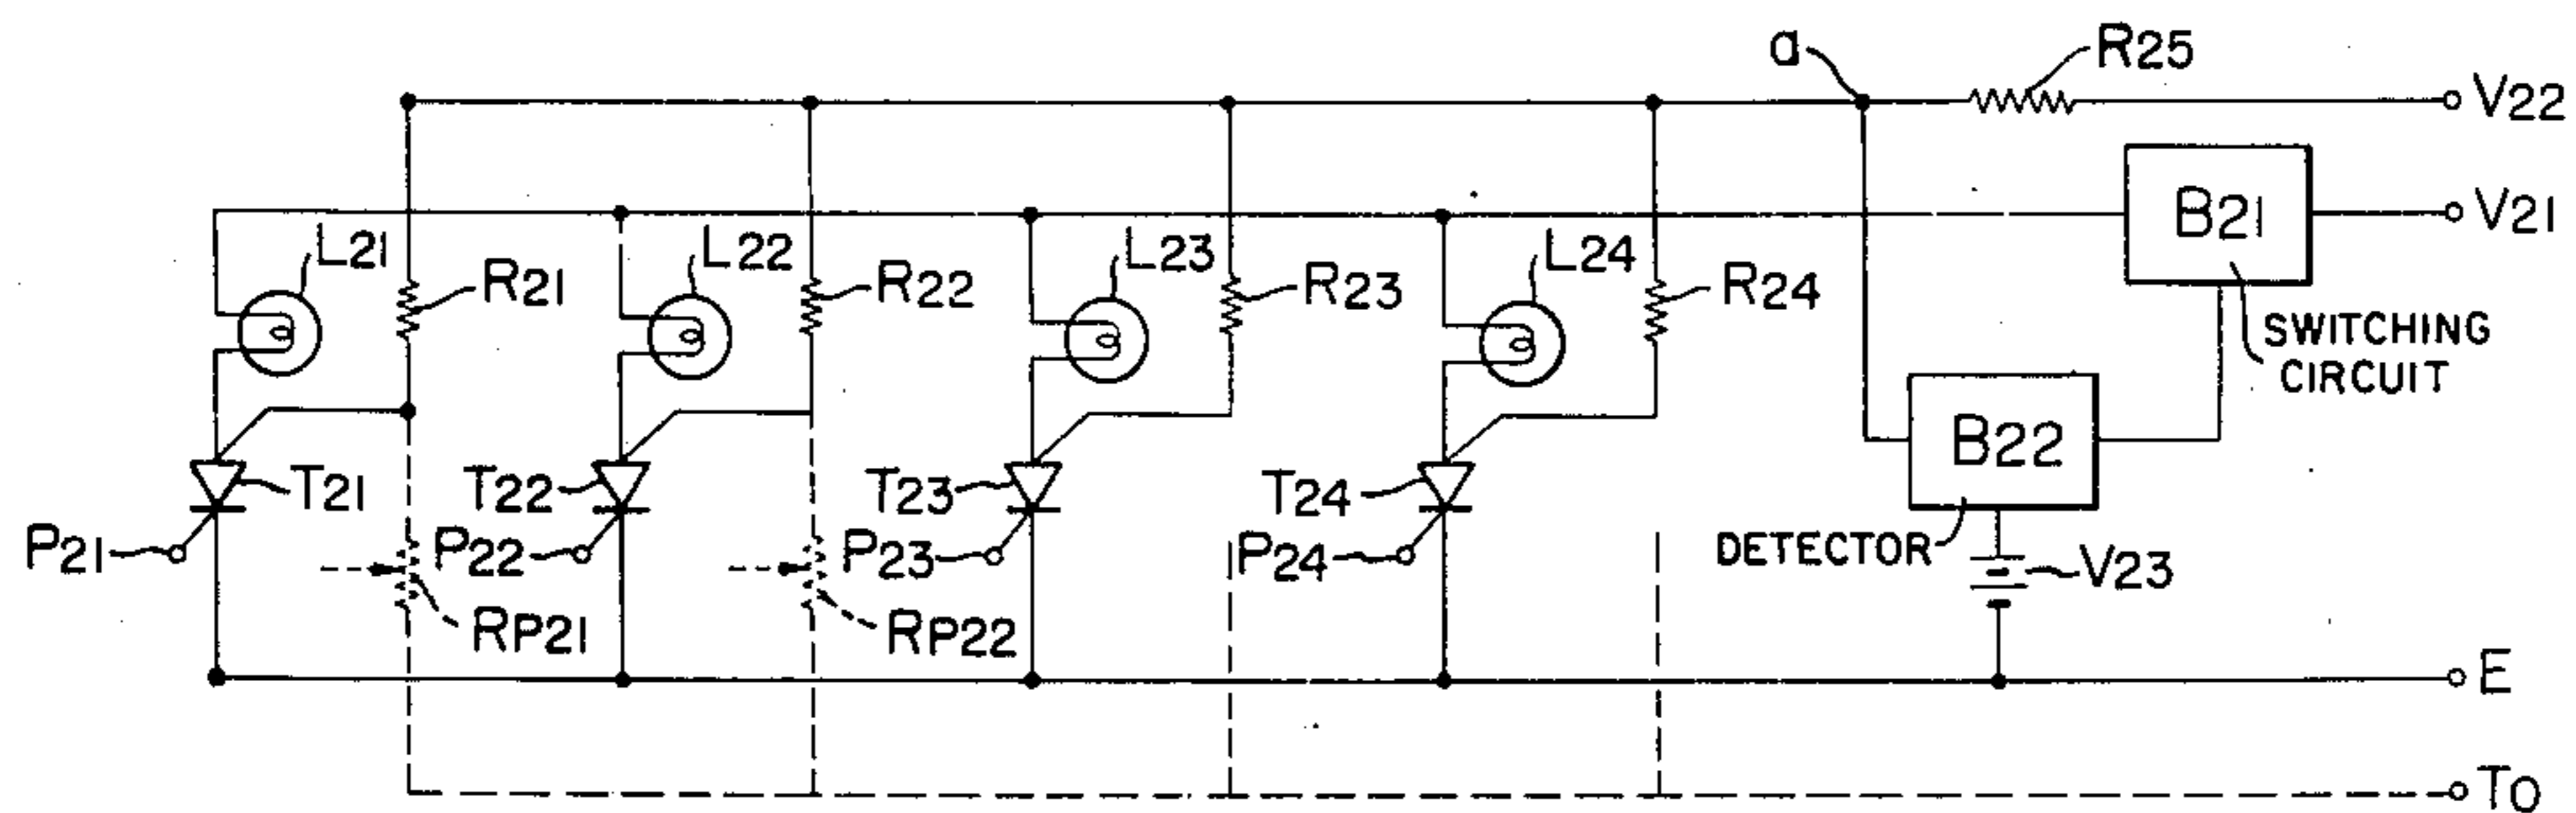 a
R25
V22
B21
V21
L21
R21
L22
R22
L23
R23
L24
R24
SWITCHING
CIRCUIT
B22
T21
T22
T23
T24
P21
P22
P23
P24
DETECTOR
V23
RP21
RP22
E
TO